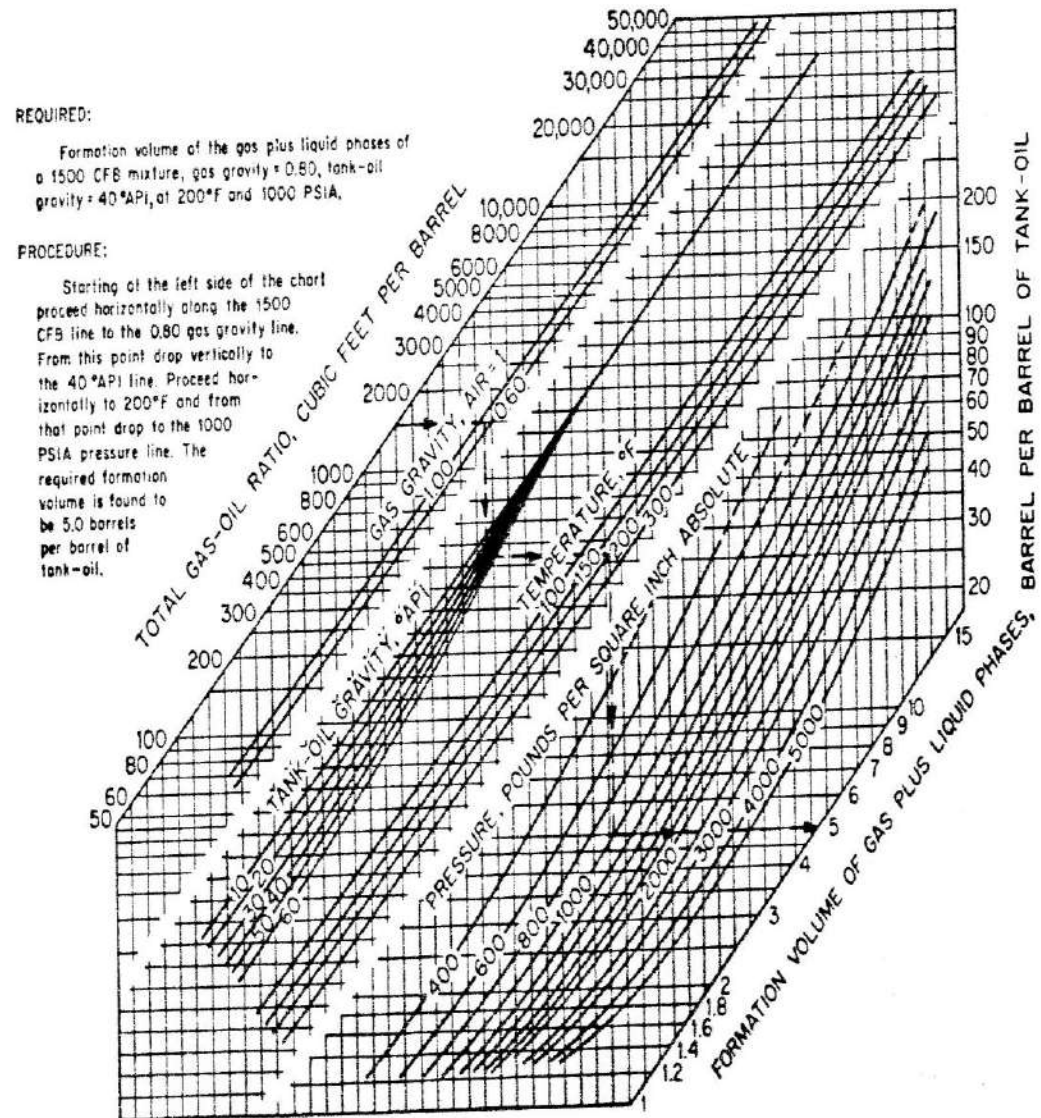 REQUIRED:
Formation volume of the gas plus liquid phases of
a 1500 CFB mixture, gas gravity = 0.80, tank-oil
gravity = 40 °API, at 200°F and 1000 PSIA.
PROCEDURE:
Starting at the left side of the chart
proceed horizontally along the 1500
CFB line to the 0.80 gas gravity line.
From this point drop vertically to
the 40 °API line. Proceed hor-
izontally to 200°F and from
that point drop to the 1000
PSIA pressure line. The
required formation
volume is found to
be 5.0 barrels
per barrel of
tank-oil.
TOTAL GAS-OIL RATIO, CUBIC FEET PER BARREL
50,000
40,000
30,000
20,000
10,000
8000
6000
5000
4000
3000
2000
1000
800
600
500
400
300
200
100
80
60
50
GAS GRAVITY, AIR = 1
0.60
1.00
TANK-OIL GRAVITY, °API
10
20
30
40
50
60
TEMPERATURE, °F
100
150
200
300
PRESSURE, POUNDS PER SQUARE INCH ABSOLUTE
400
600
800
1000
2000
3000
4000
5000
FORMATION VOLUME OF GAS PLUS LIQUID PHASES, BARREL PER BARREL OF TANK-OIL
200
150
100
90
80
70
60
50
40
30
20
15
10
9
8
7
6
5
4
3
2
1.8
1.6
1.4
1.2
1